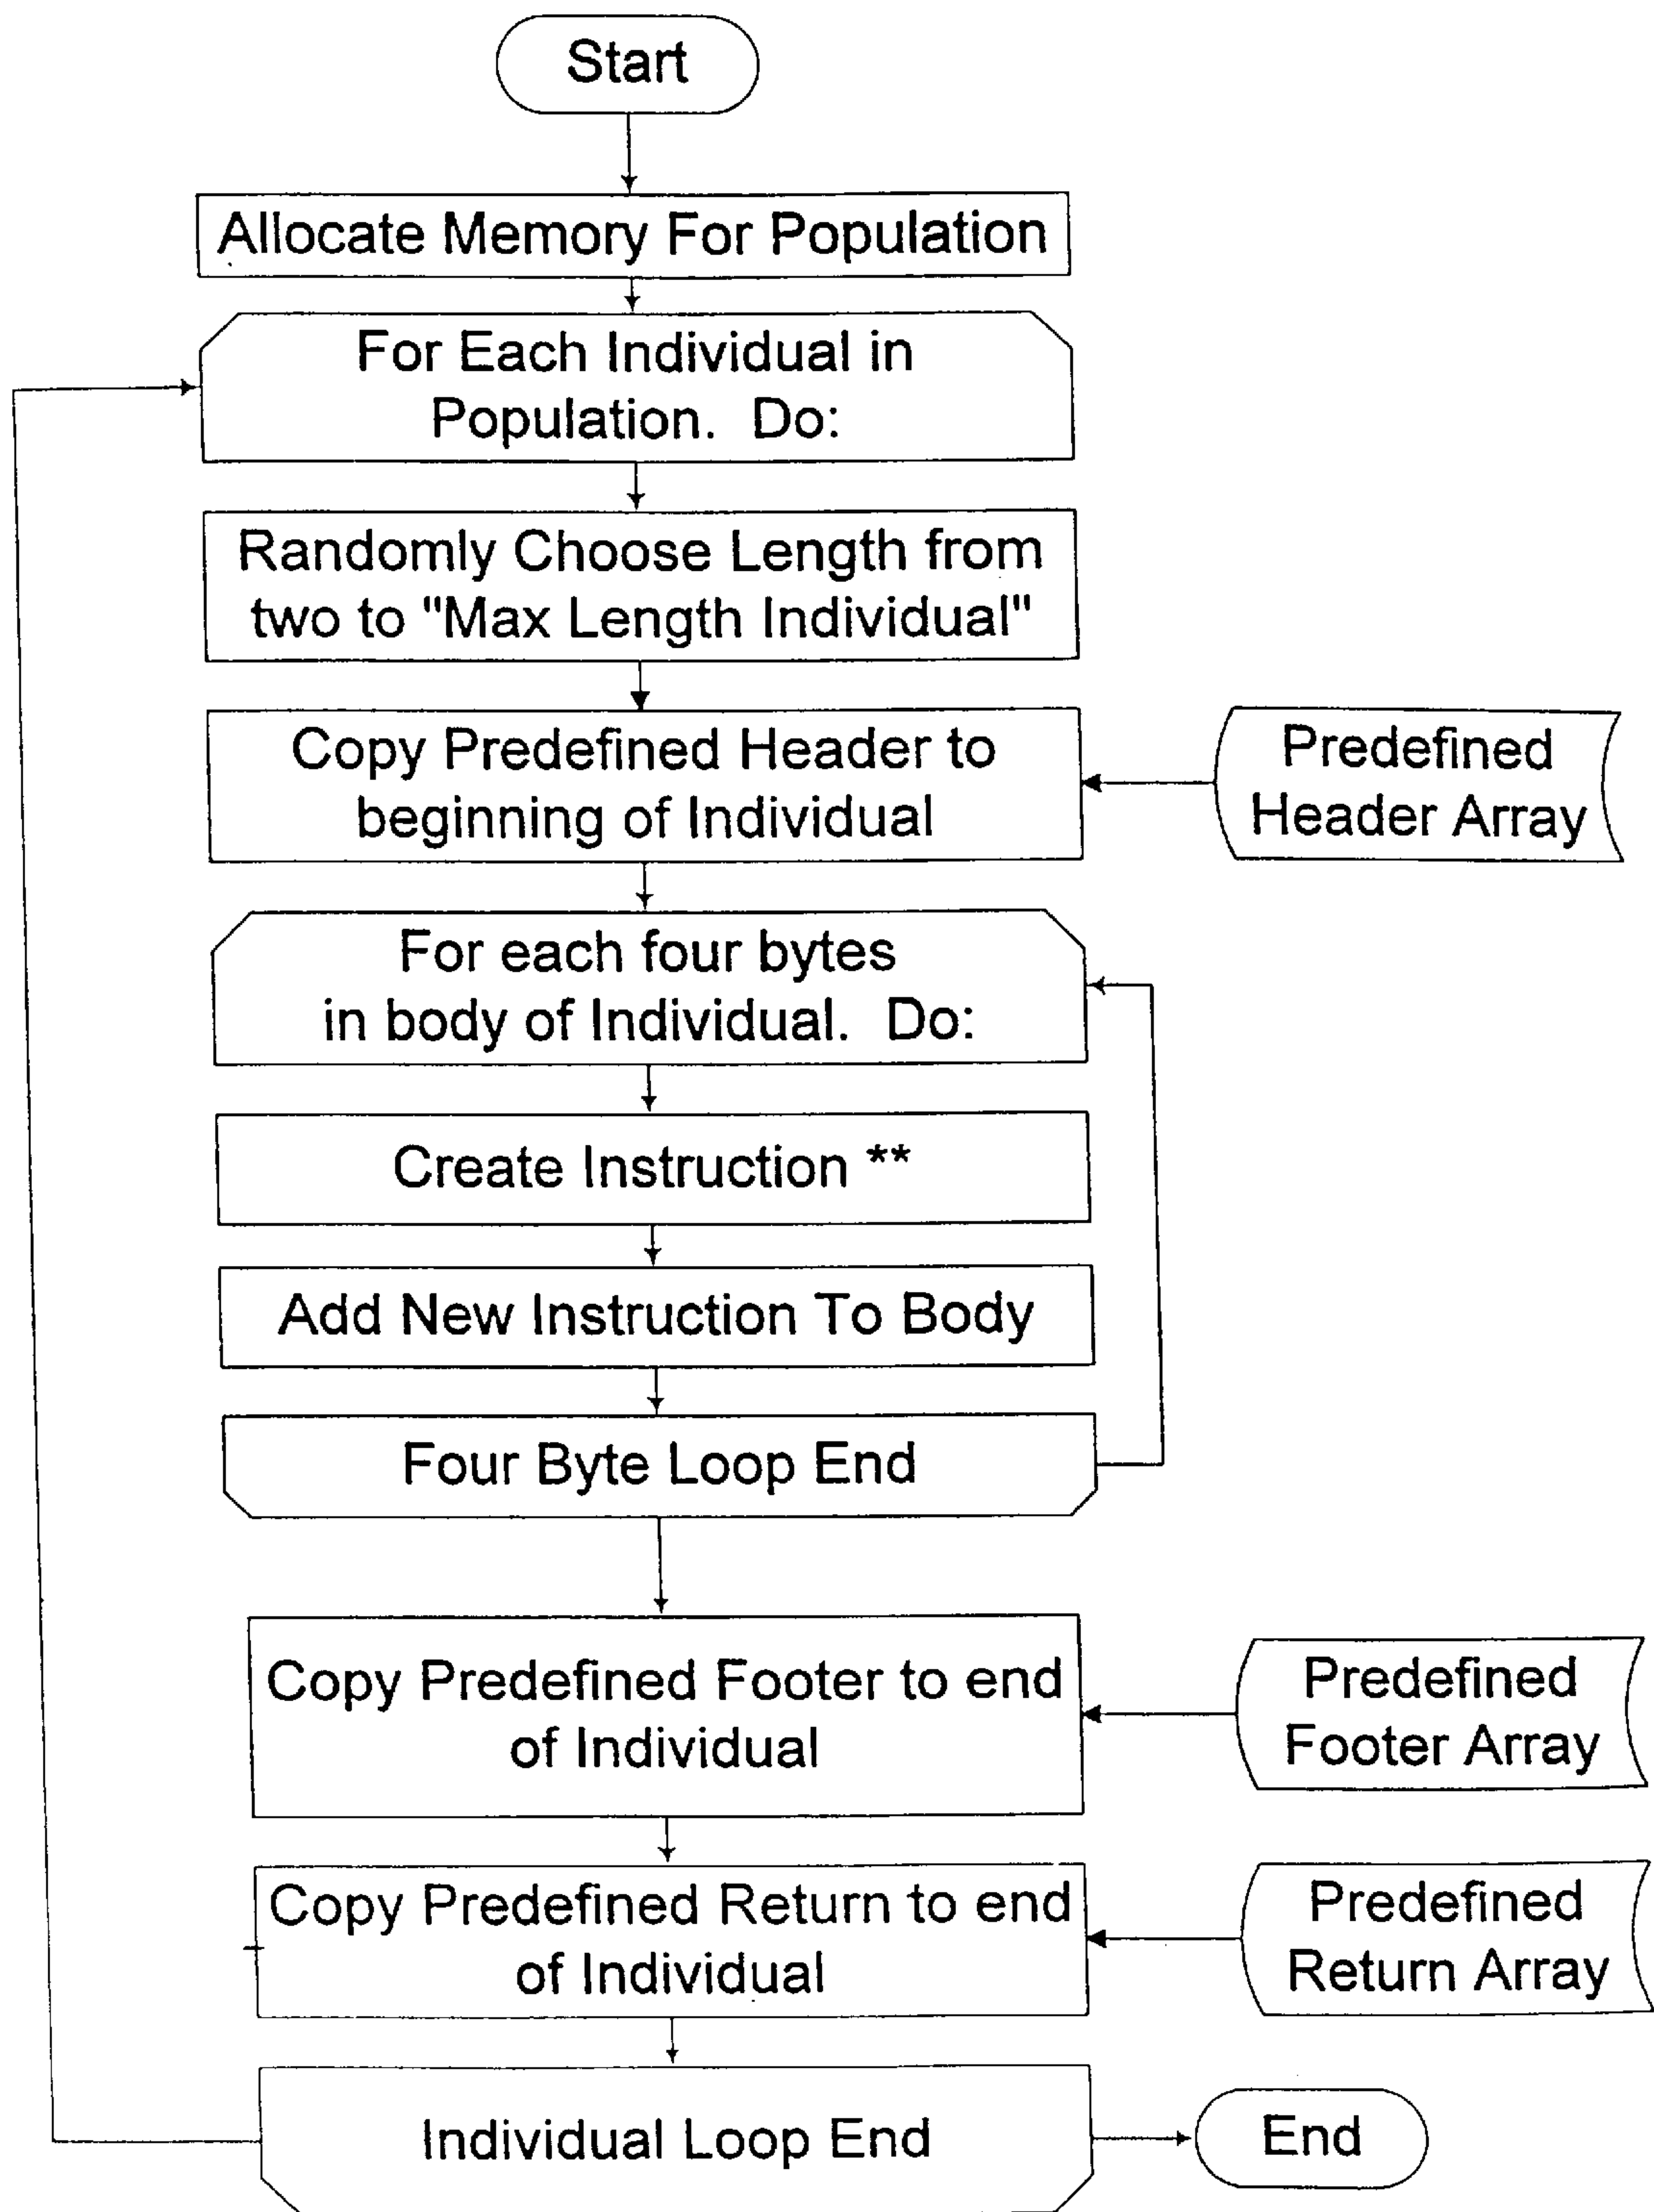 Start
Allocate Memory For Population
For Each Individual in
Population. Do:
Randomly Choose Length from
two to "Max Length Individual"
Copy Predefined Header to
beginning of Individual
Predefined
Header Array
For each four bytes
in body of Individual. Do:
Create Instruction **
Add New Instruction To Body
Four Byte Loop End
Copy Predefined Footer to end
of Individual
Predefined
Footer Array
Copy Predefined Return to end
of Individual
Predefined
Return Array
Individual Loop End
End